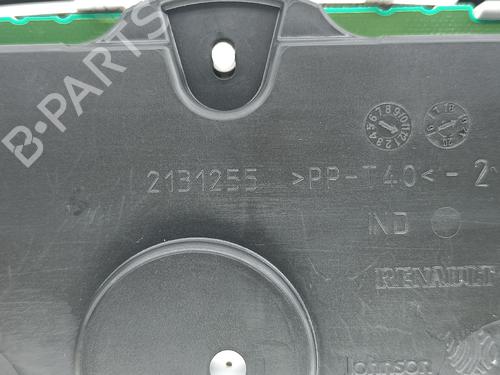 B-PARTS
2131255 >PP-T40<-2
IND
RENAULT
Johnson